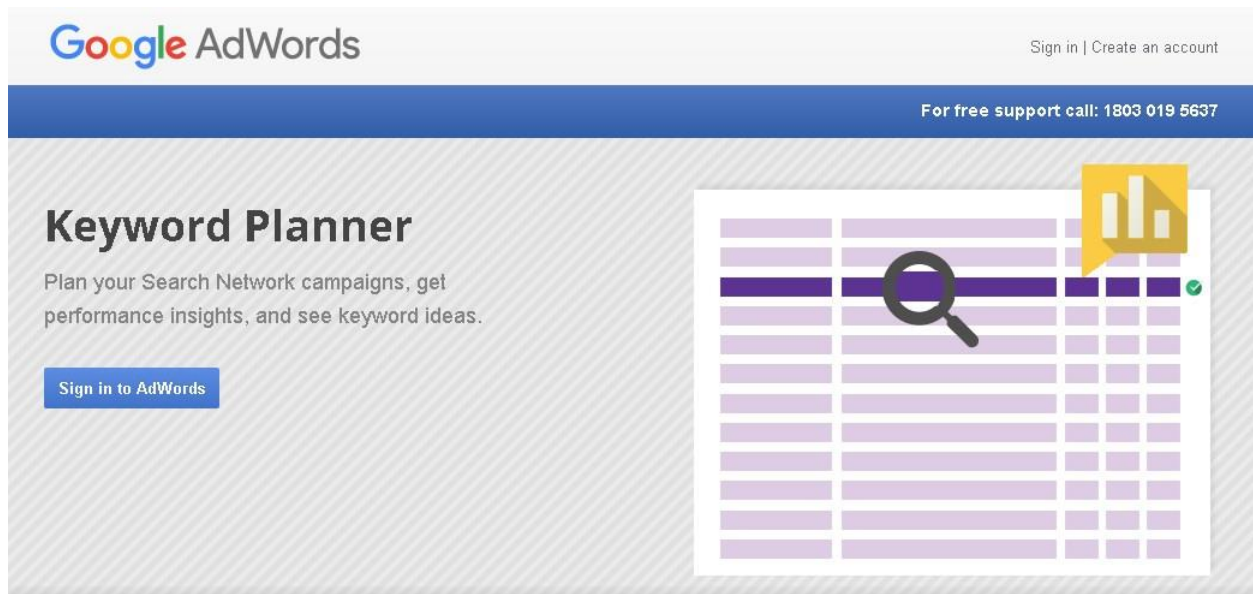 Google AdWords
Sign in | Create an account
For free support call: 1803 019 5637
Keyword Planner
Plan your Search Network campaigns, get
performance insights, and see keyword ideas.
Sign in to AdWords